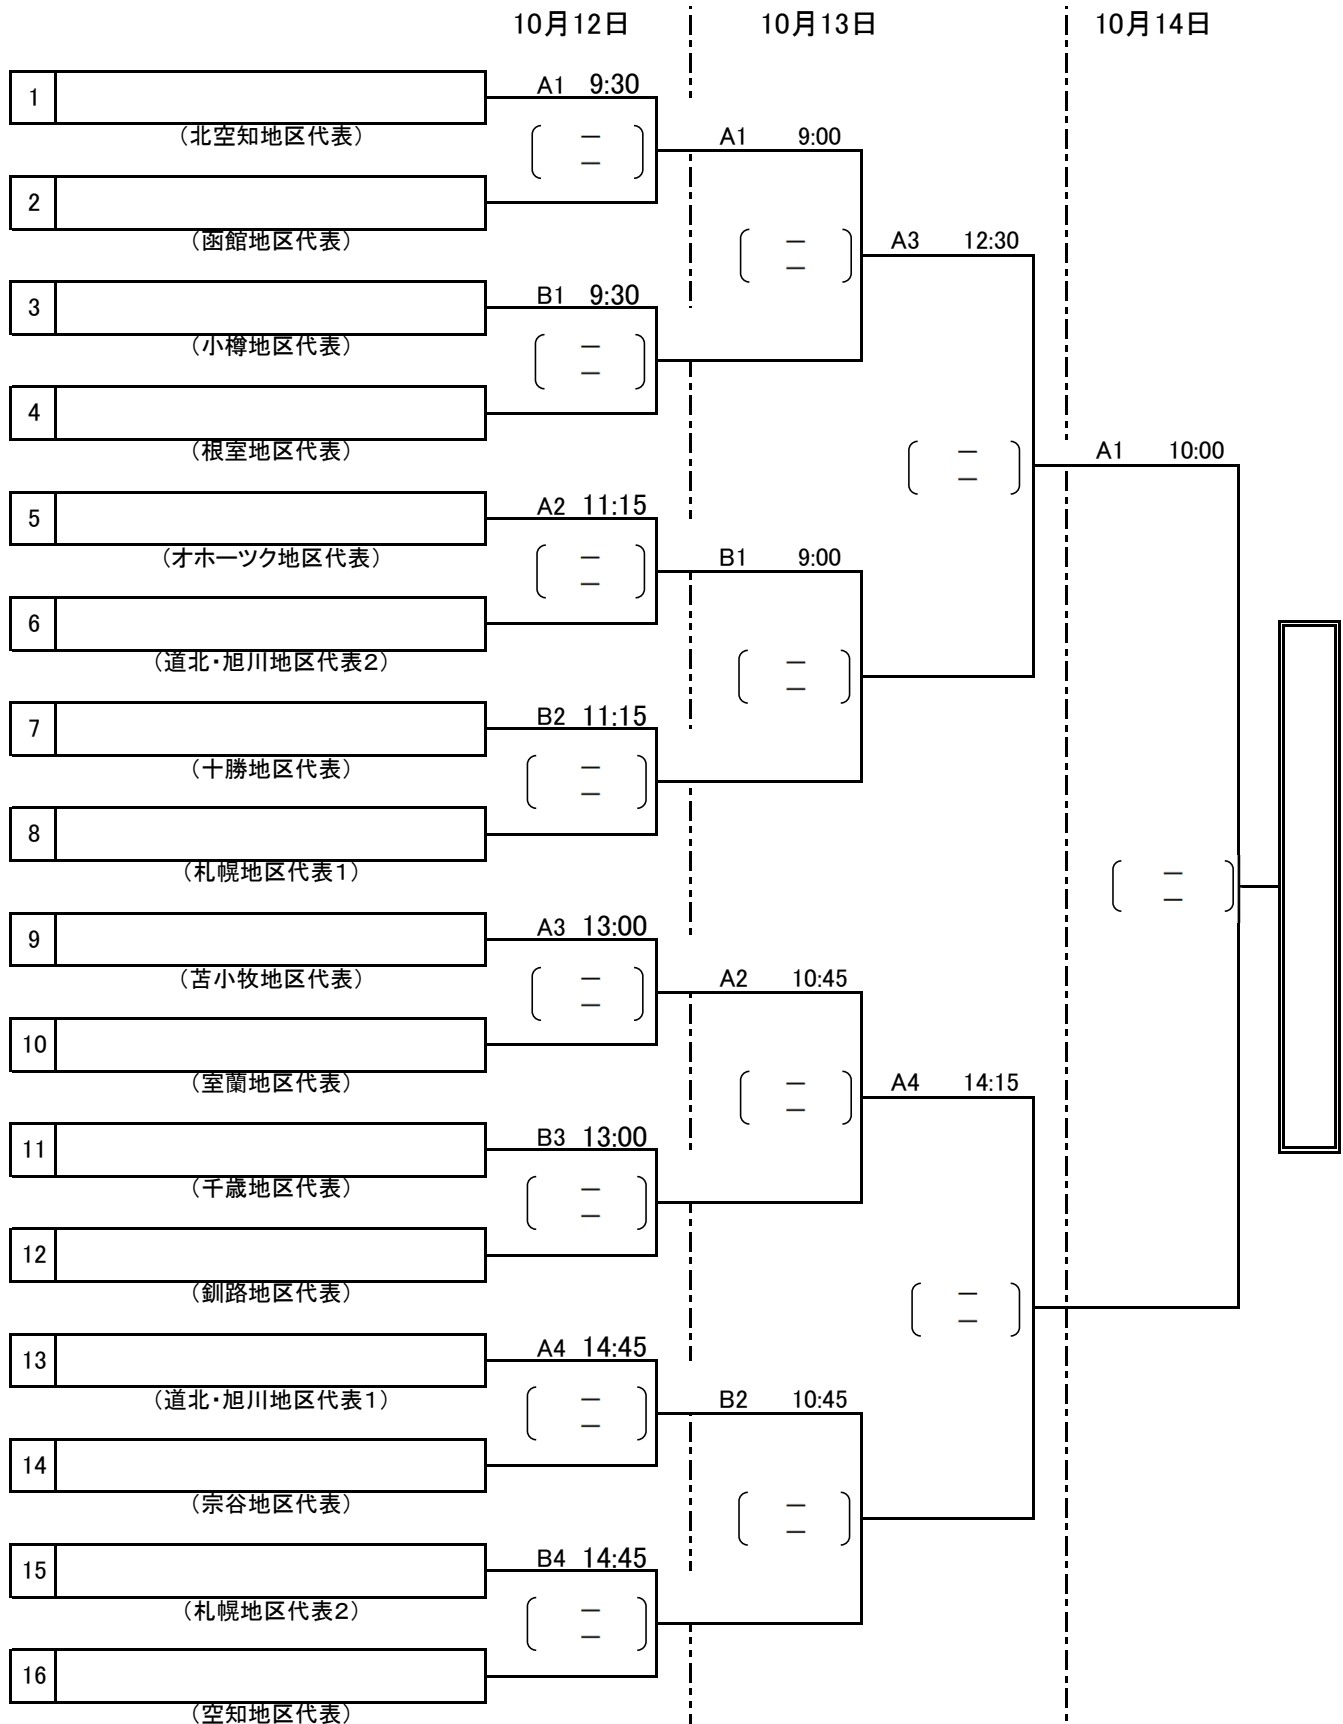 10月12日 10月13日 10月14日
1 A1 9:30
(北空知地区代表) A1 9:00
2
(函館地区代表) A3 12:30
3 B1 9:30
(小樽地区代表)
4
(根室地区代表) A1 10:00
5 A2 11:15
(オホーツク地区代表) B1 9:00
6
(道北・旭川地区代表2)
7 B2 11:15
(十勝地区代表)
8
(札幌地区代表1)
9 A3 13:00
(苫小牧地区代表) A2 10:45
10
(室蘭地区代表) A4 14:15
11 B3 13:00
(千歳地区代表)
12
(釧路地区代表)
13 A4 14:45
(道北・旭川地区代表1) B2 10:45
14
(宗谷地区代表)
15 B4 14:45
(札幌地区代表2)
16
(空知地区代表)